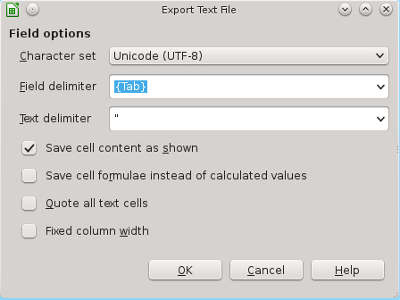 Export Text File
Field options
Character set Unicode (UTF-8)
Field delimiter {Tab}
Text delimiter "
Save cell content as shown
Save cell formulae instead of calculated values
Quote all text cells
Fixed column width
OK Cancel Help